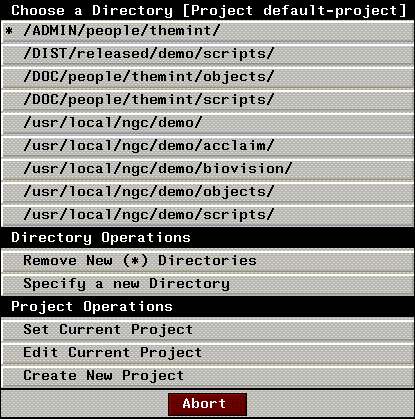 Choose a Directory [Project default-project]
* /ADMIN/people/themint/
/DIST/released/demo/scripts/
/DOC/people/themint/objects/
/DOC/people/themint/scripts/
/usr/local/ngc/demo/
/usr/local/ngc/demo/acclaim/
/usr/local/ngc/demo/biovision/
/usr/local/ngc/demo/objects/
/usr/local/ngc/demo/scripts/
Directory Operations
Remove New (*) Directories
Specify a new Directory
Project Operations
Set Current Project
Edit Current Project
Create New Project
Abort